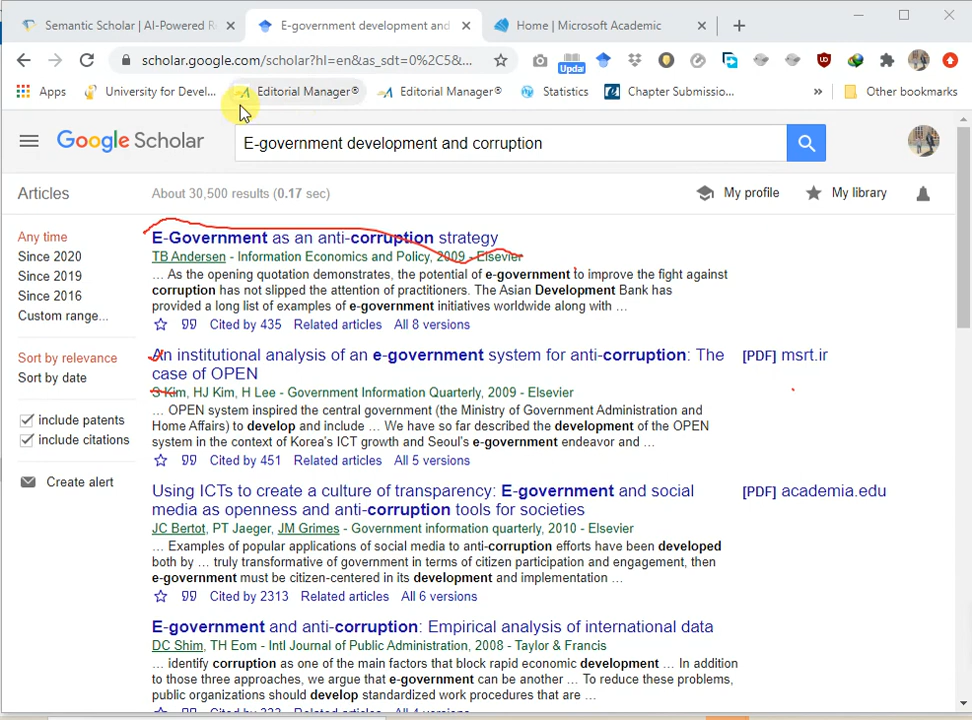 Semantic Scholar | AI-Powered R
E-government development and
Home | Microsoft Academic
scholar.google.com/scholar?hl=en&as_sdt=0%2C5&...
Updat
Apps
University for Devel...
Editorial Manager®
Editorial Manager®
Statistics
Chapter Submissio...
»
Other bookmarks
Google Scholar
E-government development and corruption
Articles
About 30,500 results (0.17 sec)
My profile
My library
Any time
Since 2020
Since 2019
Since 2016
Custom range...
Sort by relevance
Sort by date
include patents
include citations
Create alert
E-Government as an anti-corruption strategy
TB Andersen - Information Economics and Policy, 2009 - Elsevier
... As the opening quotation demonstrates, the potential of e-government to improve the fight against
corruption has not slipped the attention of practitioners. The Asian Development Bank has
provided a long list of examples of e-government initiatives worldwide along with ...
Cited by 435 Related articles All 8 versions
An institutional analysis of an e-government system for anti-corruption: The
case of OPEN
[PDF] msrt.ir
S Kim, HJ Kim, H Lee - Government Information Quarterly, 2009 - Elsevier
... OPEN system inspired the central government (the Ministry of Government Administration and
Home Affairs) to develop and include ... We have so far described the development of the OPEN
system in the context of Korea's ICT growth and Seoul's e-government endeavor and ...
Cited by 451 Related articles All 5 versions
Using ICTs to create a culture of transparency: E-government and social
media as openness and anti-corruption tools for societies
[PDF] academia.edu
JC Bertot, PT Jaeger, JM Grimes - Government information quarterly, 2010 - Elsevier
... Examples of popular applications of social media to anti-corruption efforts have been developed
both by ... truly transformative of government in terms of citizen participation and engagement, then
e-government must be citizen-centered in its development and implementation ...
Cited by 2313 Related articles All 6 versions
E-government and anti-corruption: Empirical analysis of international data
DC Shim, TH Eom - Intl Journal of Public Administration, 2008 - Taylor & Francis
... identify corruption as one of the main factors that block rapid economic development ... In addition
to those three approaches, we argue that e-government can be another ... To reduce these problems,
public organizations should develop standardized work procedures that are ...